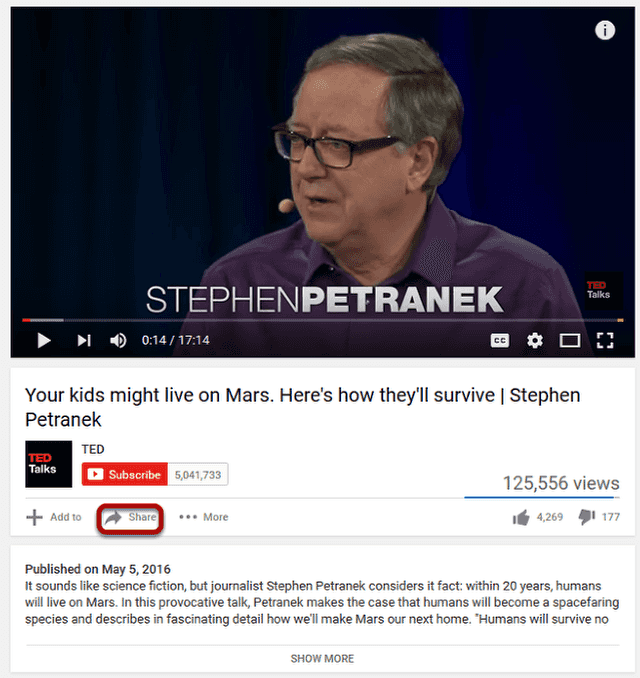 STEPHENPETRANEK
TED
Talks
0:14 / 17:14
CC
Your kids might live on Mars. Here's how they'll survive | Stephen
Petranek
TED
Talks
TED
Subscribe 5,041,733
125,556 views
Add to Share More 4,269 177
Published on May 5, 2016
It sounds like science fiction, but journalist Stephen Petranek considers it fact: within 20 years, humans
will live on Mars. In this provocative talk, Petranek makes the case that humans will become a spacefaring
species and describes in fascinating detail how we'll make Mars our next home. "Humans will survive no
SHOW MORE